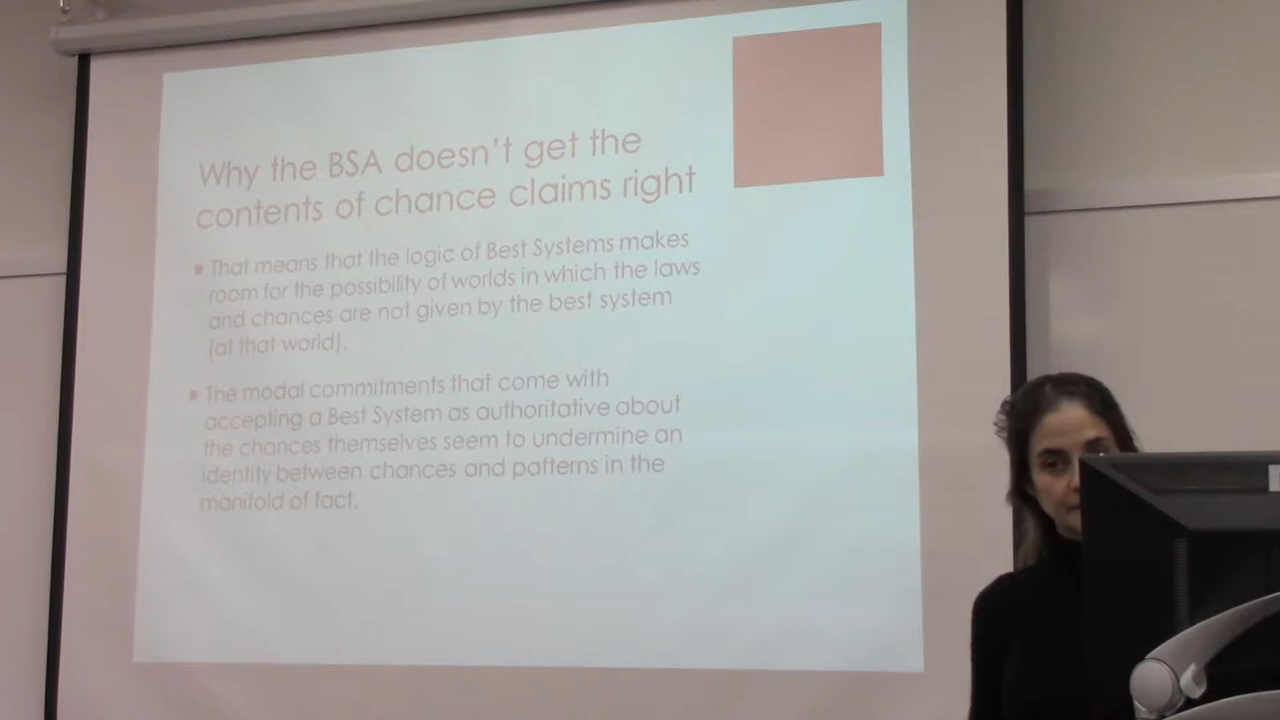 Why the BSA doesn't get the
contents of chance claims right
That means that the logic of Best Systems makes
room for the possibility of worlds in which the laws
and chances are not given by the best system
(at that world).
The modal commitments that come with
accepting a Best System as authoritative about
the chances themselves seem to undermine an
identity between chances and patterns in the
manifold of fact.